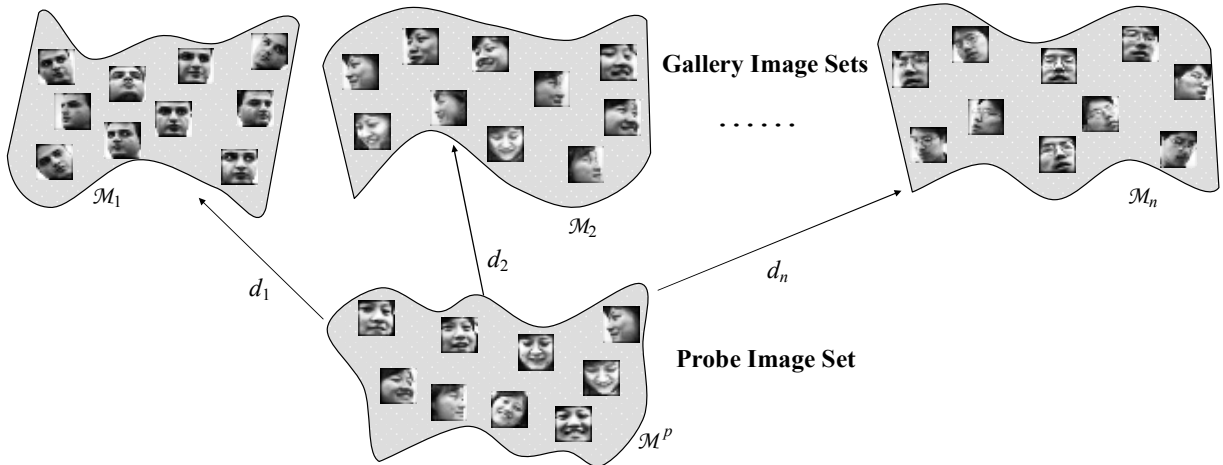 Gallery Image Sets
. . . . . .
ℳ1
ℳ2
ℳn
d1
d2
dn
Probe Image Set
ℳp